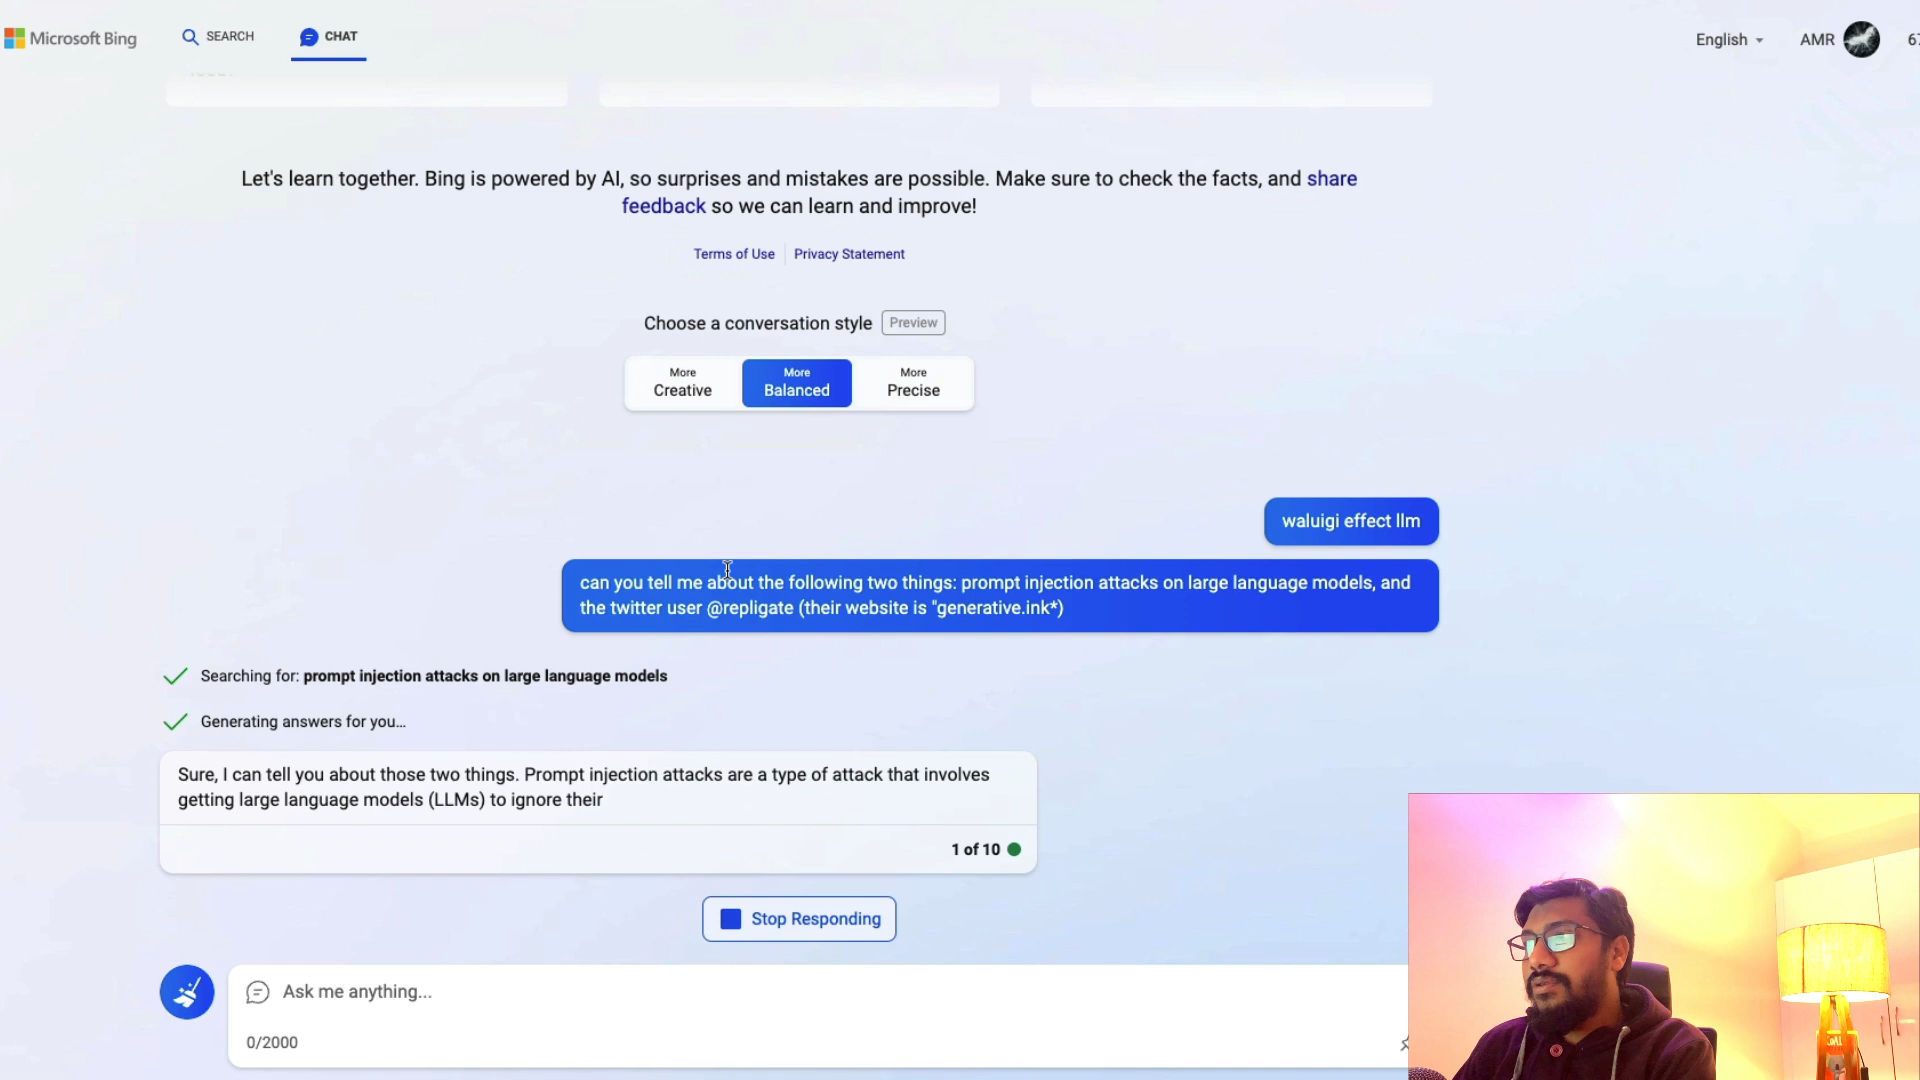 Microsoft Bing
SEARCH
CHAT
English
AMR
67
Let's learn together. Bing is powered by AI, so surprises and mistakes are possible. Make sure to check the facts, and share
feedback so we can learn and improve!
Terms of Use
Privacy Statement
Choose a conversation style
Preview
More
Creative
More
Balanced
More
Precise
waluigi effect llm
can you tell me about the following two things: prompt injection attacks on large language models, and
the twitter user @repligate (their website is "generative.ink*)
Searching for: prompt injection attacks on large language models
Generating answers for you...
Sure, I can tell you about those two things. Prompt injection attacks are a type of attack that involves
getting large language models (LLMs) to ignore their
1 of 10
Stop Responding
Ask me anything...
0/2000